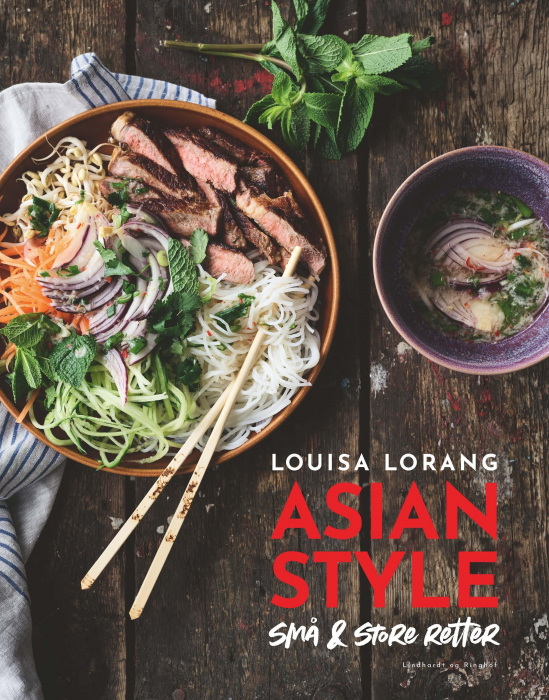 LOUISA LORANG
ASIAN
STYLE
SMÅ & STORE RETTER
Lindhardt og Ringhof